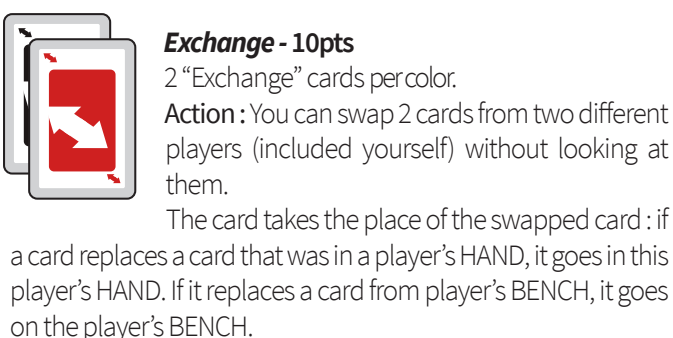 Exchange - 10pts
2 “Exchange” cards per color.
Action : You can swap 2 cards from two different
players (included yourself) without looking at
them.
The card takes the place of the swapped card : if
a card replaces a card that was in a player’s HAND, it goes in this
player’s HAND. If it replaces a card from player’s BENCH, it goes
on the player’s BENCH.